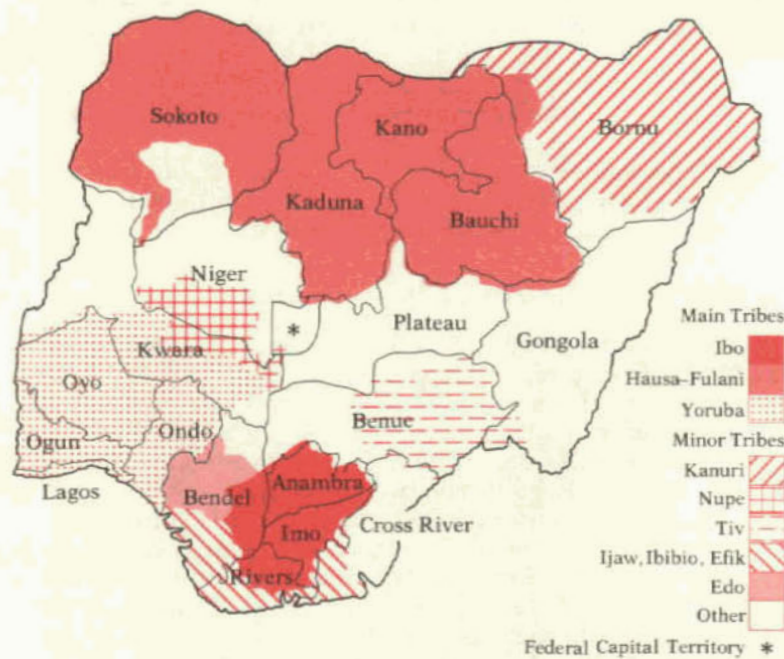 Sokoto
Kano
Bornu
Kaduna
Bauchi
Niger
*
Plateau
Gongola
Kwara
Oyo
Benue
Ondo
Ogun
Lagos
Bendel
Anambra
Imo
Cross River
Rivers
Main Tribes
Ibo
Hausa-Fulani
Yoruba
Minor Tribes
Kanuri
Nupe
Tiv
Ijaw, Ibibio, Efik
Edo
Other
Federal Capital Territory *